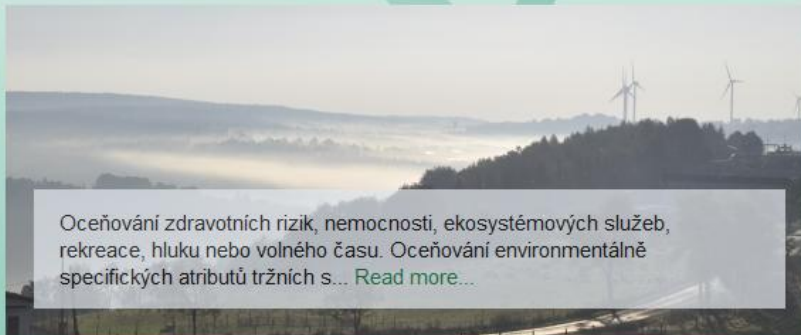 Oceňování zdravotních rizik, nemocnosti, ekosystémových služeb,
rekreace, hluku nebo volného času. Oceňování environmentálně
specifických atributů tržních s... Read more...